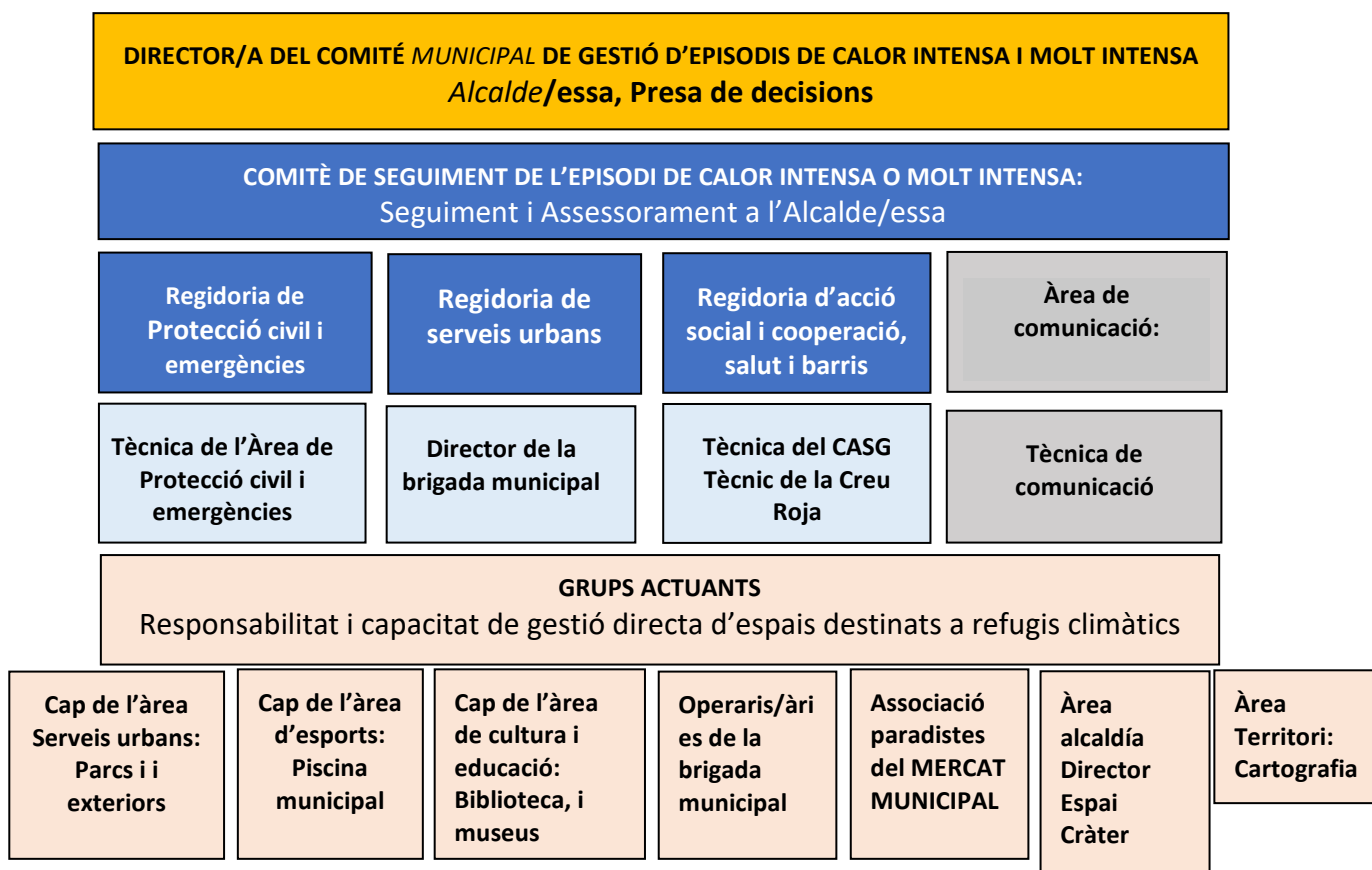 DIRECTOR/A DEL COMITÉ MUNICIPAL DE GESTIÓ D'EPISODIS DE CALOR INTENSA I MOLT INTENSA
Alcalde/essa, Presa de decisions
COMITÈ DE SEGUIMENT DE L'EPISODI DE CALOR INTENSA O MOLT INTENSA:
Seguiment i Assessorament a l'Alcalde/essa
Regidoria de
Protecció civil i
emergències
Regidoria de
serveis urbans
Regidoria d'acció
social i cooperació,
salut i barris
Àrea de
comunicació:
Tècnica de l'Àrea de
Protecció civil i
emergències
Director de la
brigada municipal
Tècnica del CASG
Tècnic de la Creu
Roja
Tècnica de
comunicació
GRUPS ACTUANTS
Responsabilitat i capacitat de gestió directa d'espais destinats a refugis climàtics
Cap de l'àrea
Serveis urbans:
Parcs i i
exteriors
Cap de l'àrea
d'esports:
Piscina
municipal
Cap de l'àrea
de cultura i
educació:
Biblioteca, i
museus
Operaris/àri
es de la
brigada
municipal
Associació
paradistes
del MERCAT
MUNICIPAL
Àrea
alcaldía
Director
Espai
Cràter
Àrea
Territori:
Cartografia